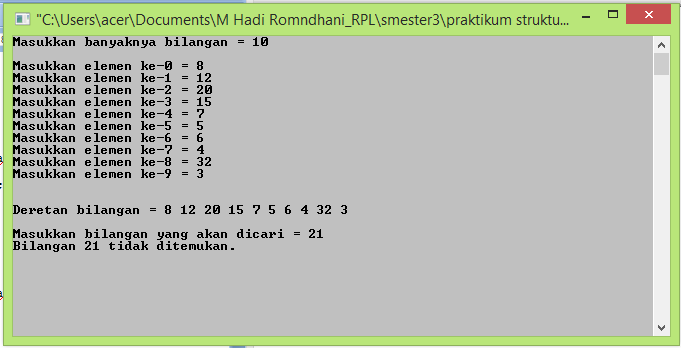 "C:\Users\acer\Documents\M Hadi Romndhani_RPL\smester3\praktikum struktu...
Masukkan banyaknya bilangan = 10
Masukkan elemen ke-0 = 8
Masukkan elemen ke-1 = 12
Masukkan elemen ke-2 = 20
Masukkan elemen ke-3 = 15
Masukkan elemen ke-4 = 7
Masukkan elemen ke-5 = 5
Masukkan elemen ke-6 = 6
Masukkan elemen ke-7 = 4
Masukkan elemen ke-8 = 32
Masukkan elemen ke-9 = 3
Deretan bilangan = 8 12 20 15 7 5 6 4 32 3
Masukkan bilangan yang akan dicari = 21
Bilangan 21 tidak ditemukan.